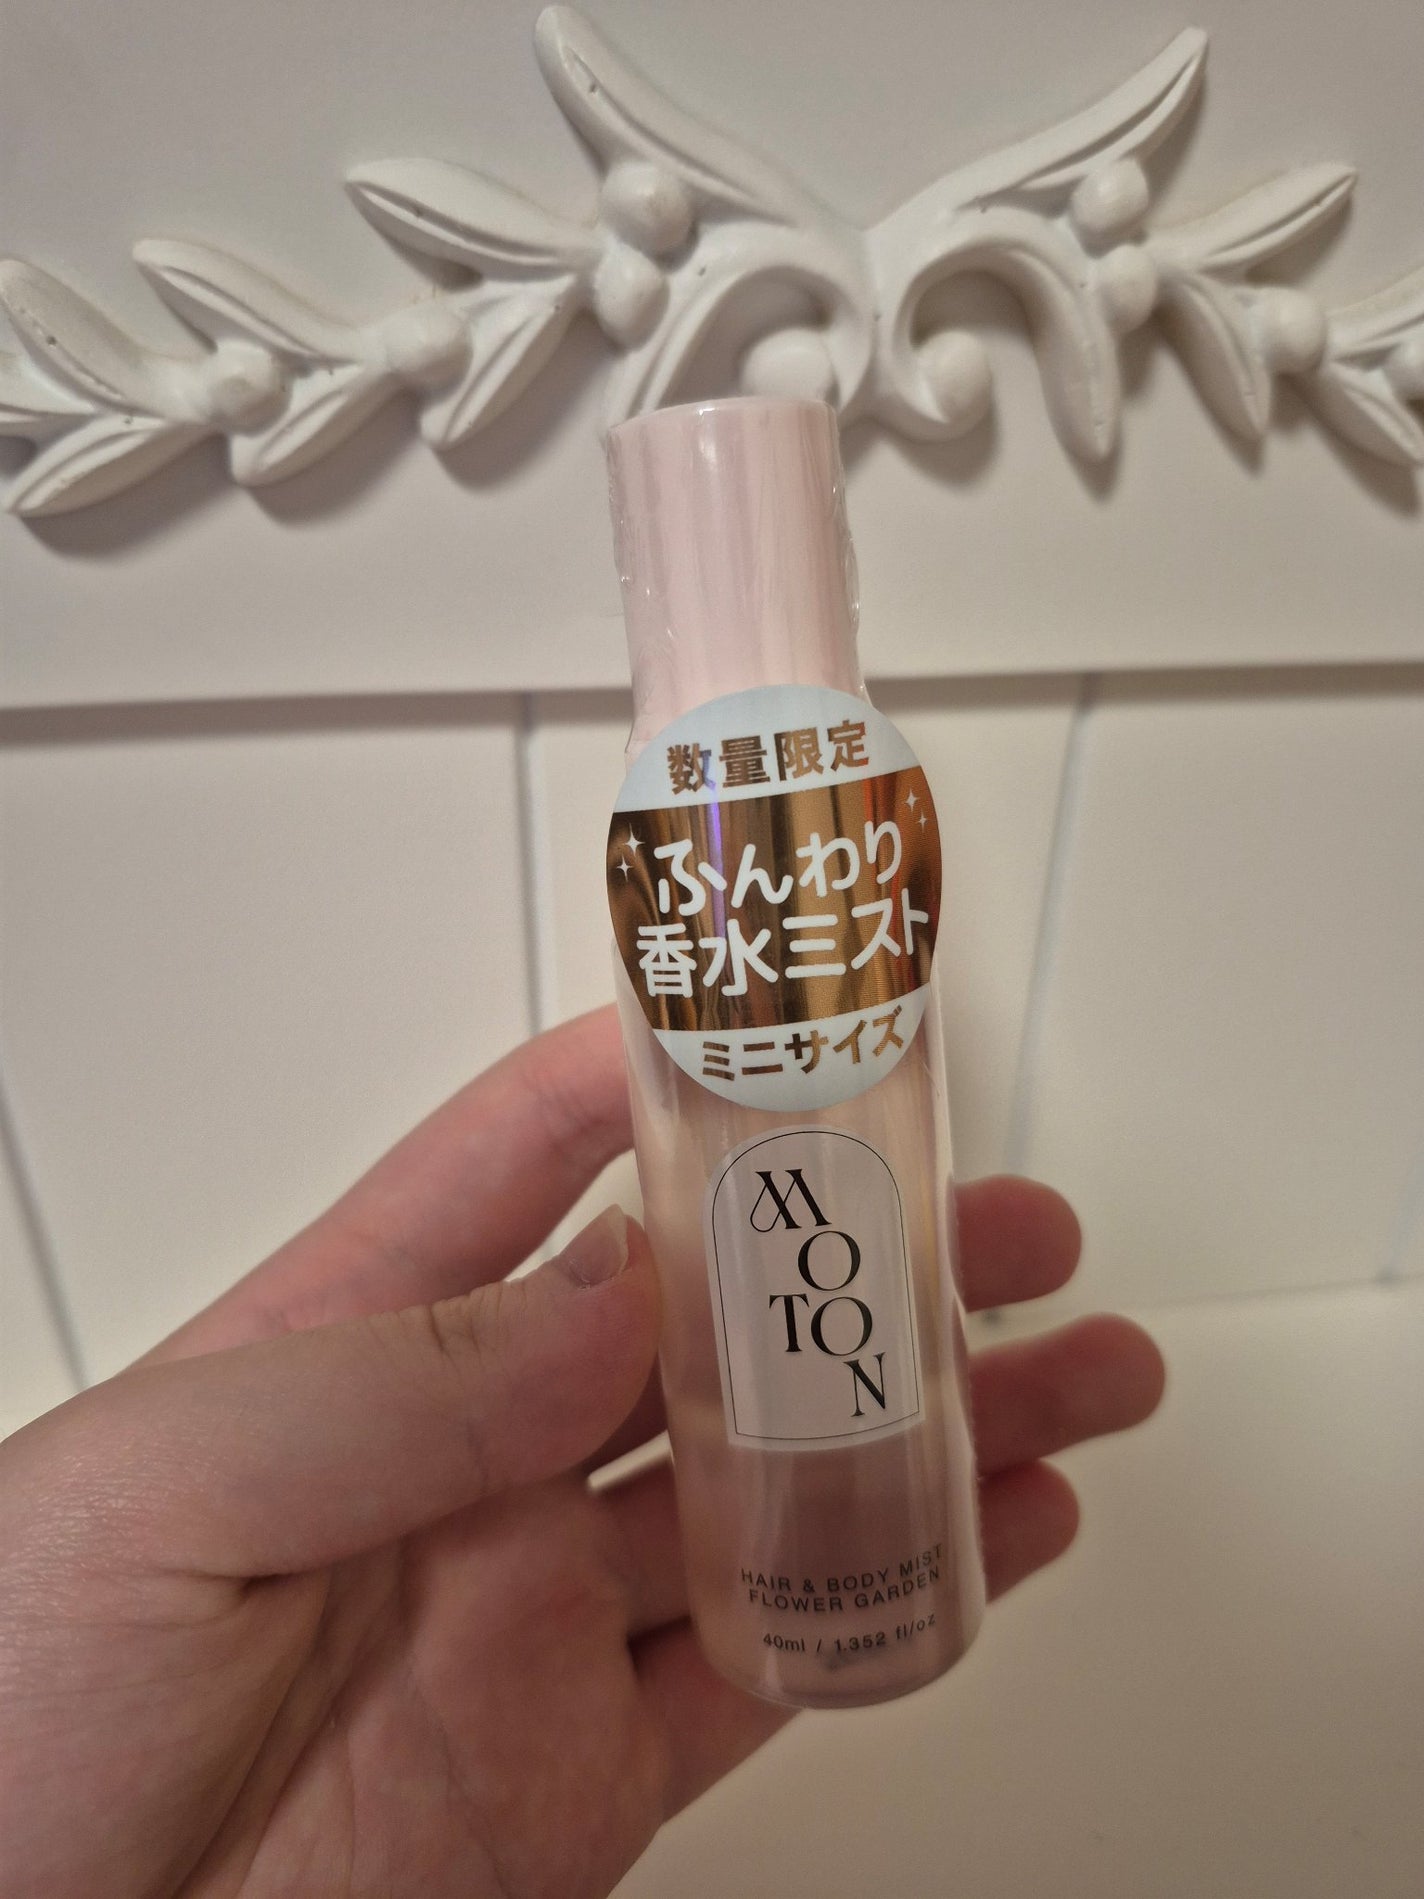 数量限定
ふんわり
香水ミスト
ミニサイズ
M
O
TO
N
HAIR & BODY MIST
FLOWER GARDEN
40ml / 1.352 fl/oz